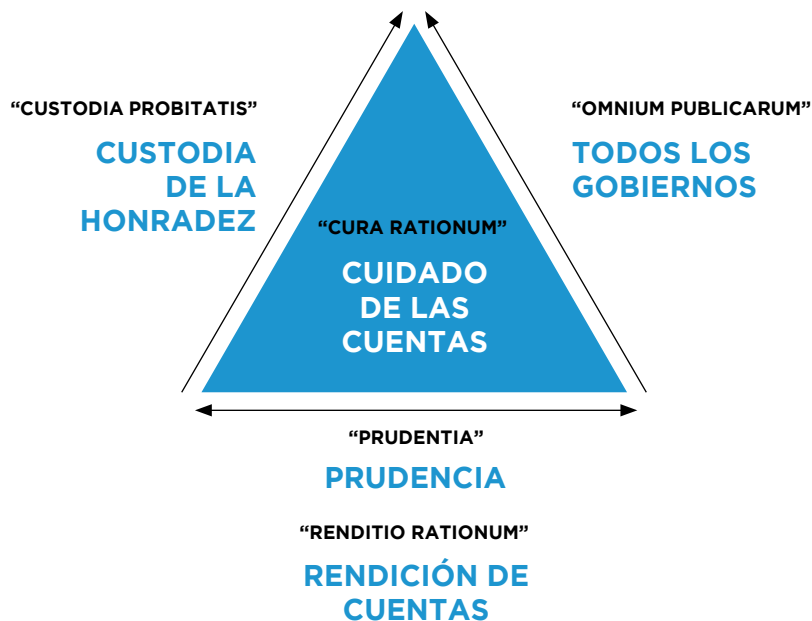 “CUSTODIA PROBITATIS”
CUSTODIA
DE LA
HONRADEZ
“OMNIUM PUBLICARUM”
TODOS LOS
GOBIERNOS
“CURA RATIONUM”
CUIDADO
DE LAS
CUENTAS
“PRUDENTIA”
PRUDENCIA
“RENDITIO RATIONUM”
RENDICIÓN DE
CUENTAS